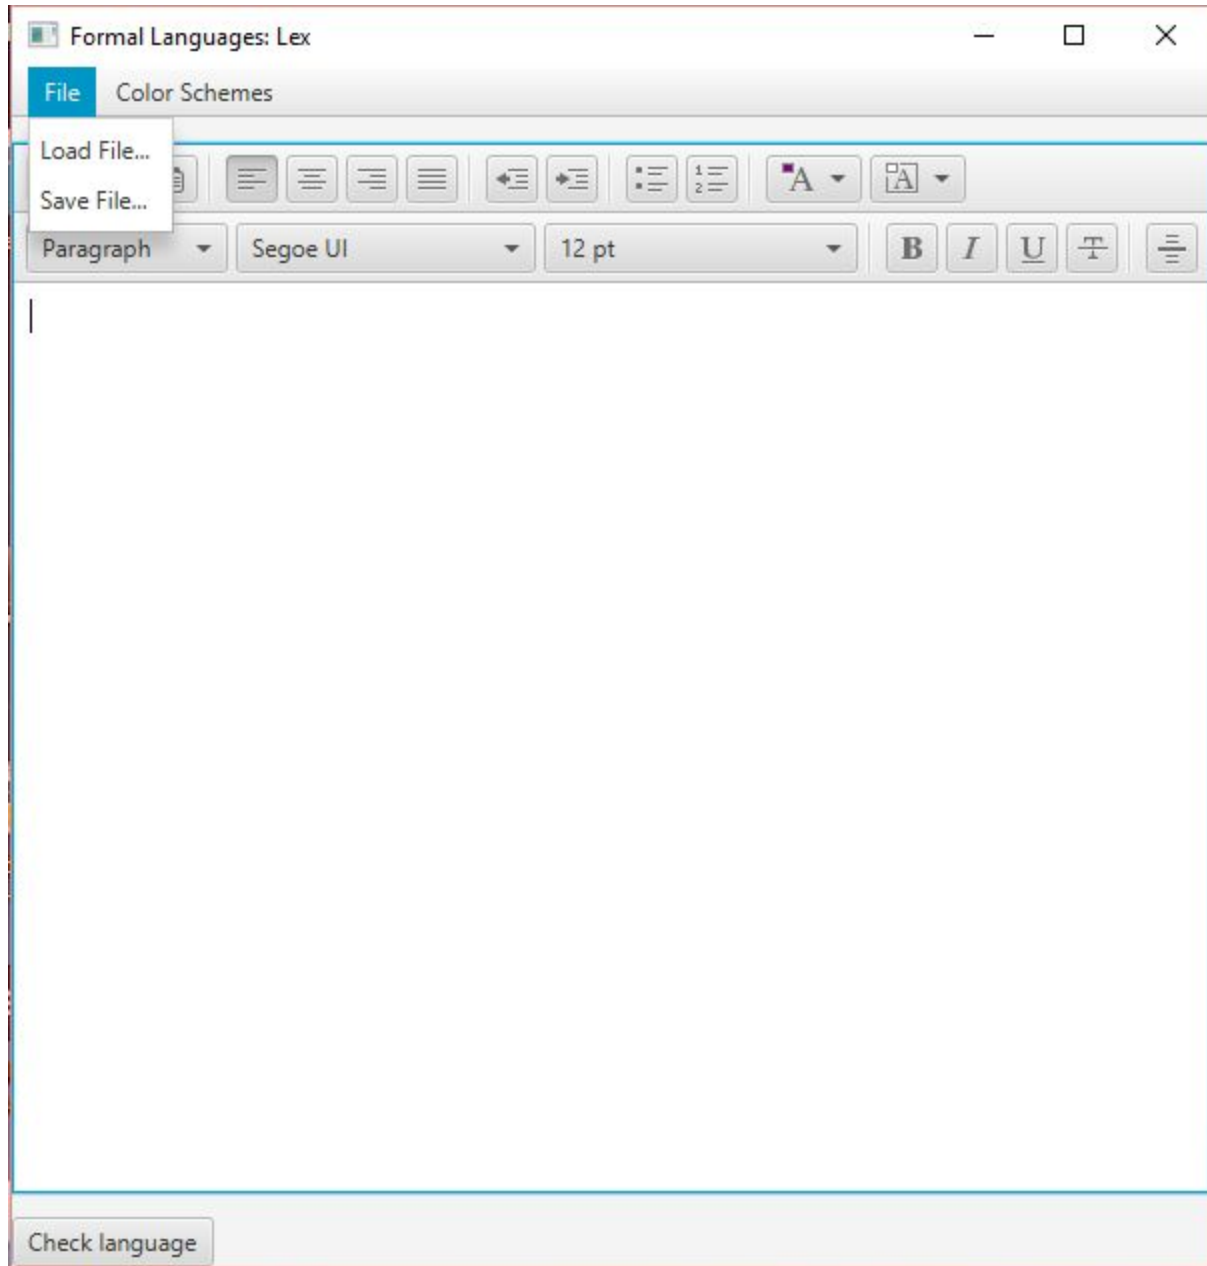 Formal Languages: Lex
File Color Schemes
Load File...
Save File...
Paragraph Segoe UI 12 pt B I U T
Check language